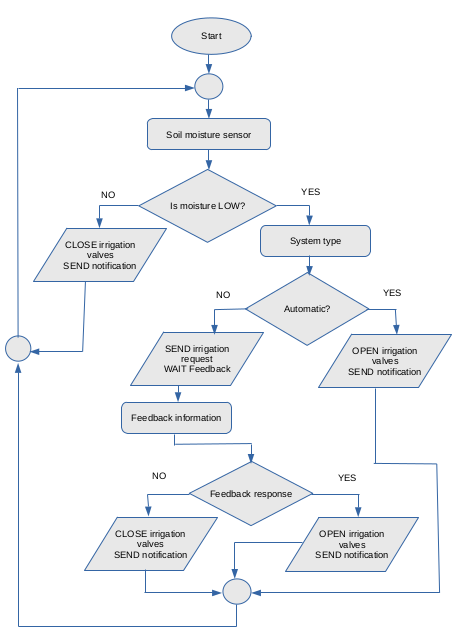 Start
Soil moisture sensor
Is moisture LOW?
NO
YES
CLOSE irrigation
valves
SEND notification
System type
Automatic?
NO
YES
SEND irrigation
request
WAIT Feedback
OPEN irrigation
valves
SEND notification
Feedback information
Feedback response
NO
YES
CLOSE irrigation
valves
SEND notification
OPEN irrigation
valves
SEND notification